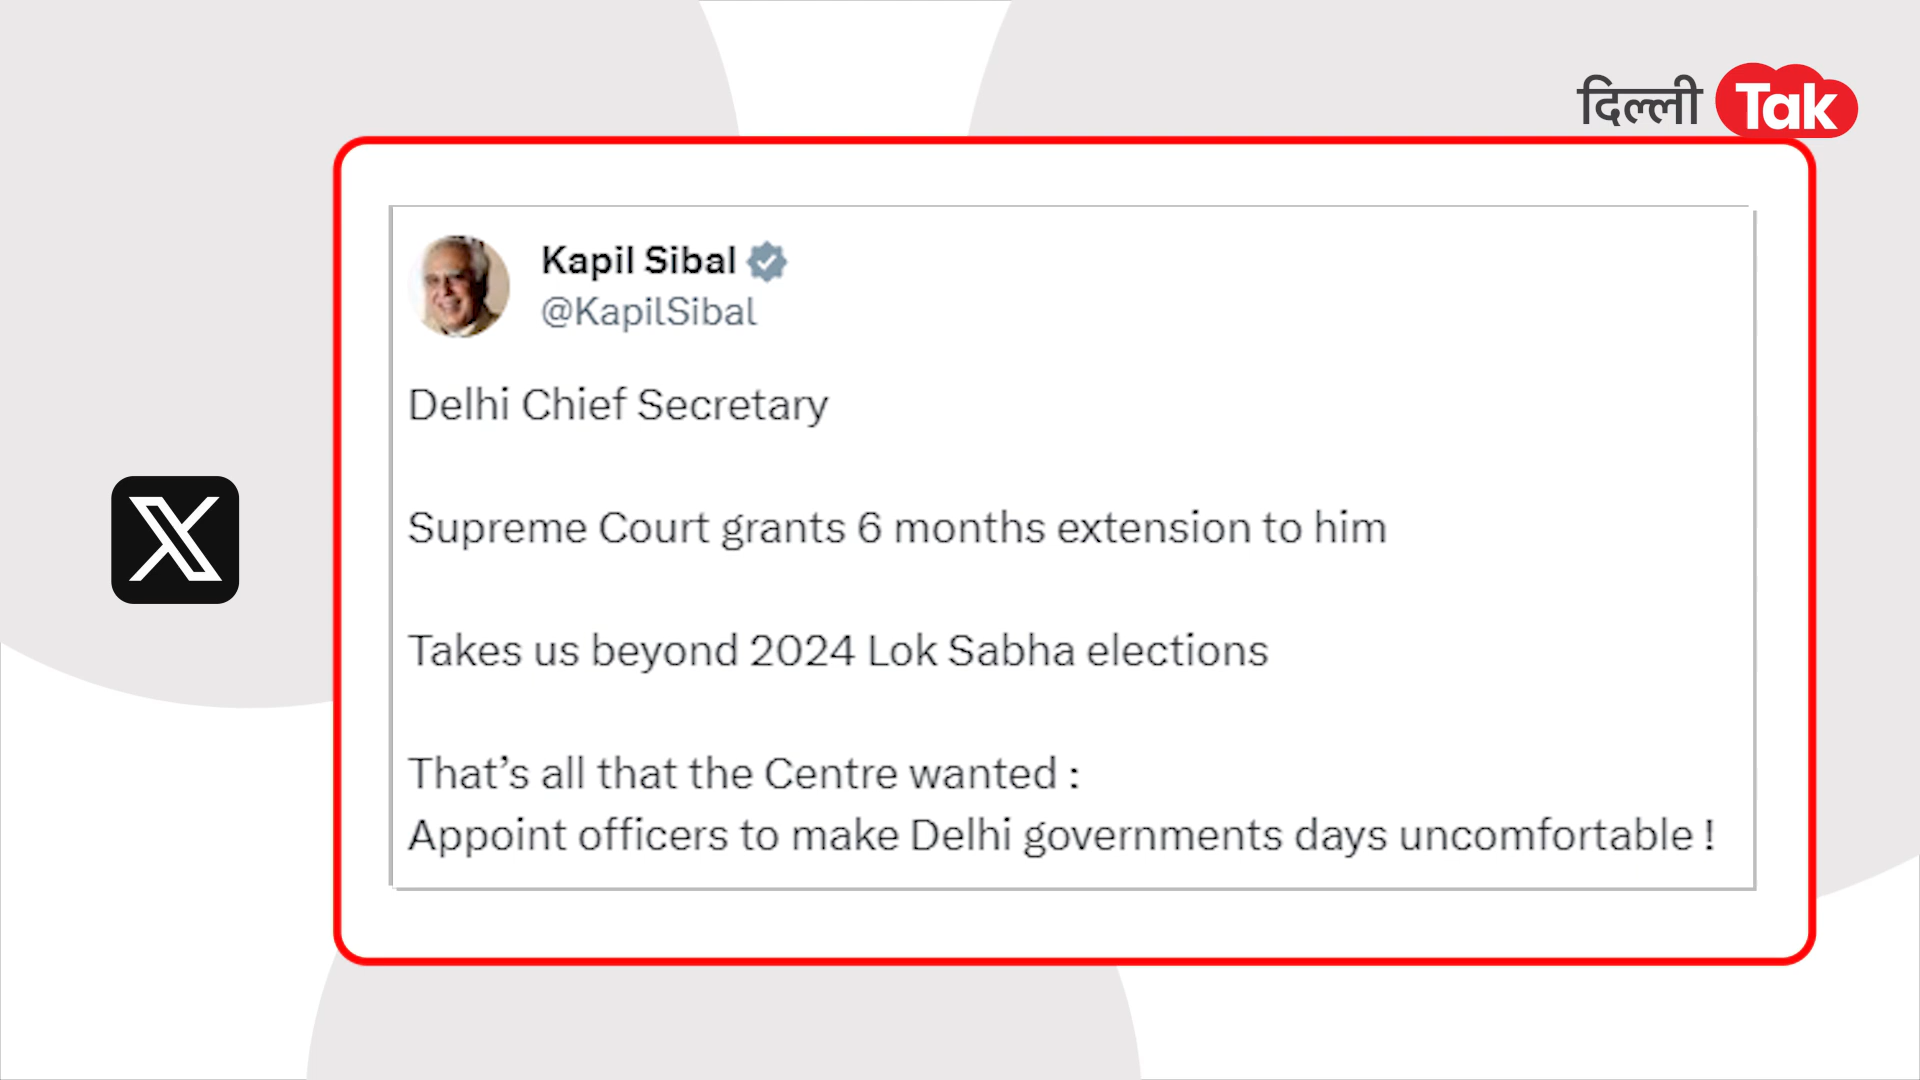 दिल्ली Tak
Kapil Sibal
@KapilSibal
Delhi Chief Secretary
Supreme Court grants 6 months extension to him
Takes us beyond 2024 Lok Sabha elections
That’s all that the Centre wanted :
Appoint officers to make Delhi governments days uncomfortable !